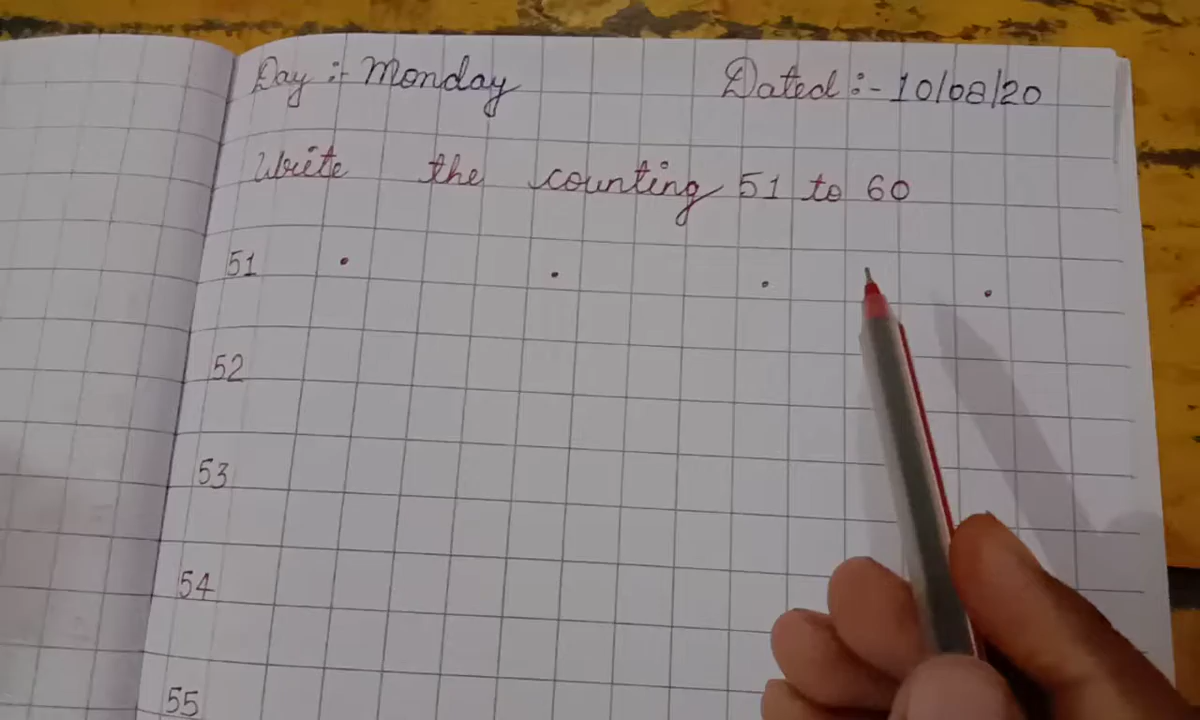 Day :- Monday Dated :- 10/08/20
Write the counting 51 to 60
51 . . . .
52
53
54
55